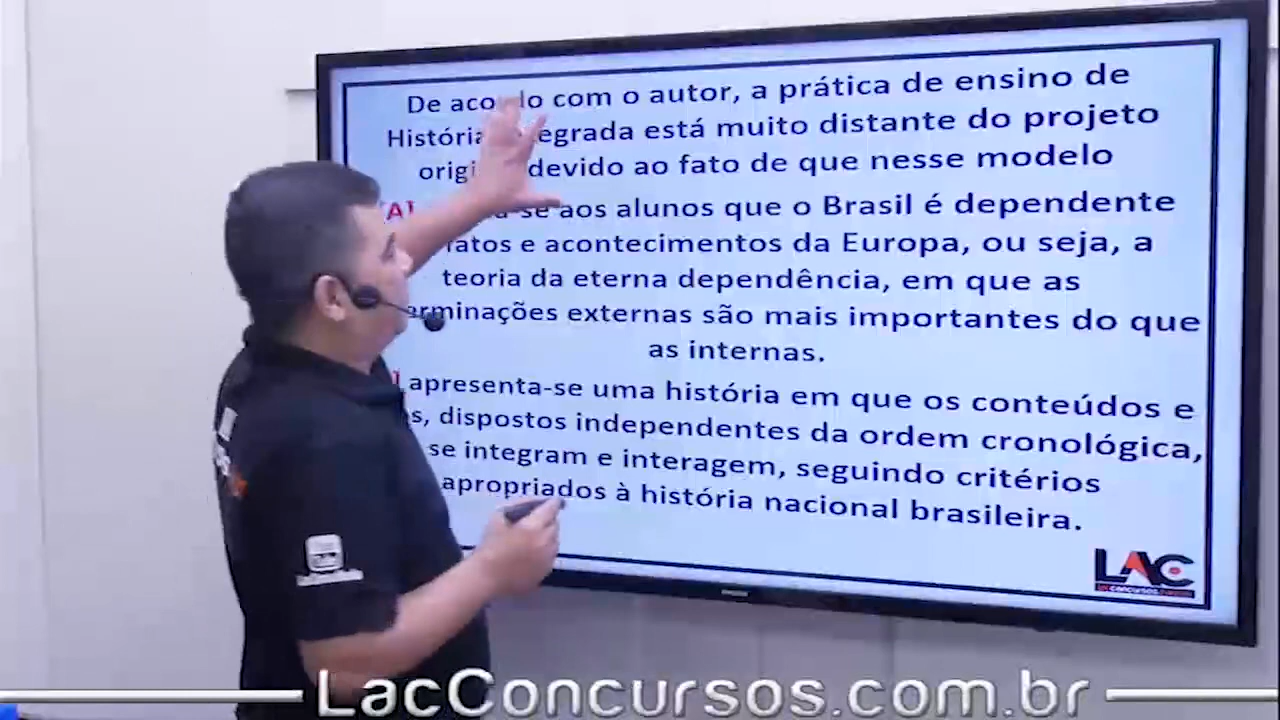 De aco do com o autor, a prática de ensino de
História egrada está muito distante do projeto
origi devido ao fato de que nesse modelo
[A] -se aos alunos que o Brasil é dependente
fatos e acontecimentos da Europa, ou seja, a
teoria da eterna dependência, em que as
erminações externas são mais importantes do que
as internas.
] apresenta-se uma história em que os conteúdos e
s, dispostos independentes da ordem cronológica,
se integram e interagem, seguindo critérios
apropriados à história nacional brasileira.
LAC
LacConcursos.com.br